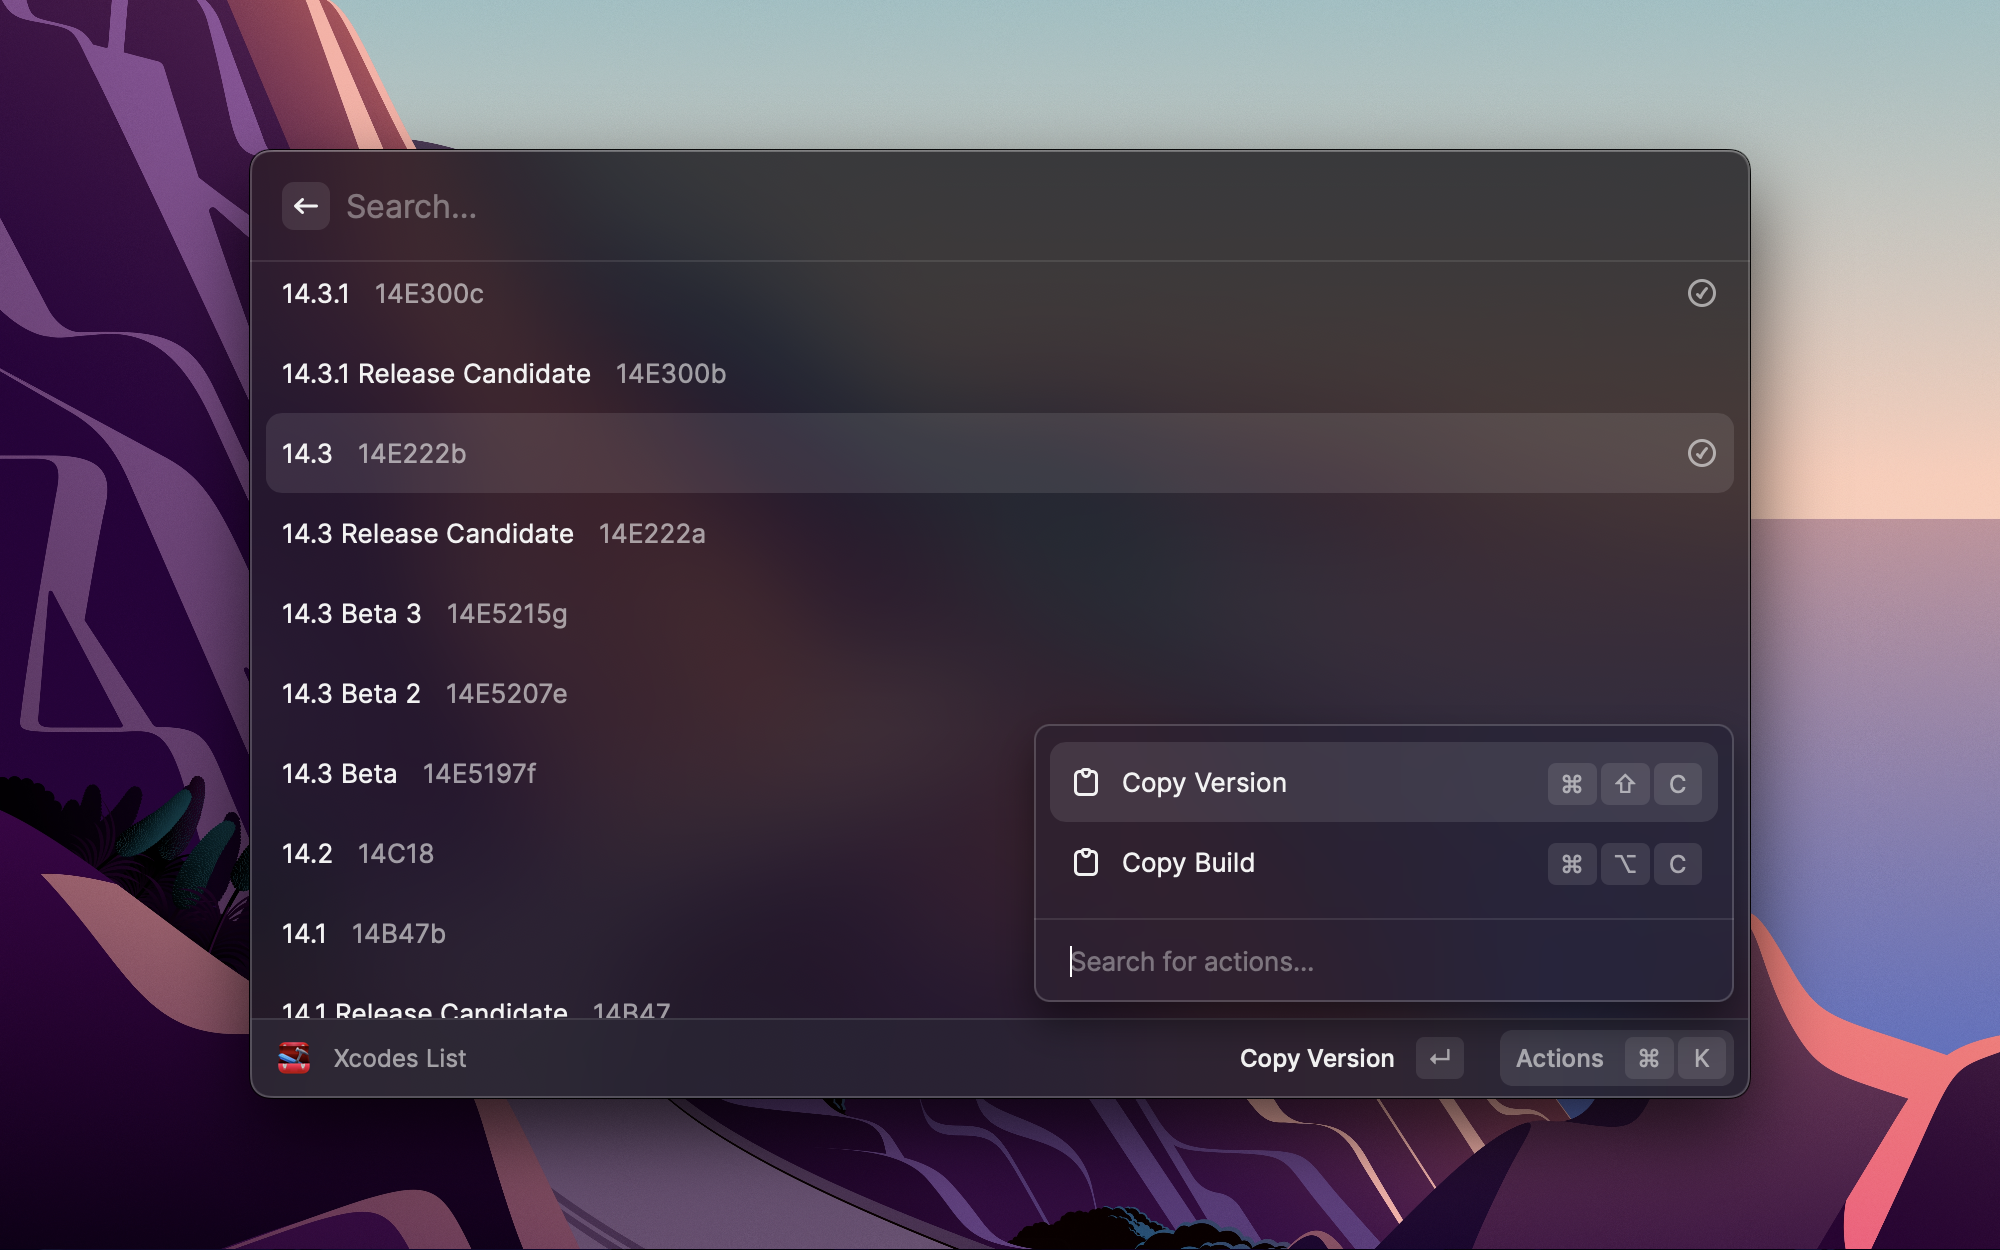 Search...
14.3.1 14E300c
14.3.1 Release Candidate 14E300b
14.3 14E222b
14.3 Release Candidate 14E222a
14.3 Beta 3 14E5215g
14.3 Beta 2 14E5207e
14.3 Beta 14E5197f
14.2 14C18
14.1 14B47b
14.1 Release Candidate 14B47
Copy Version ⌘ ⇧ C
Copy Build ⌘ ⌥ C
Search for actions...
Xcodes List
Copy Version ↵
Actions ⌘ K